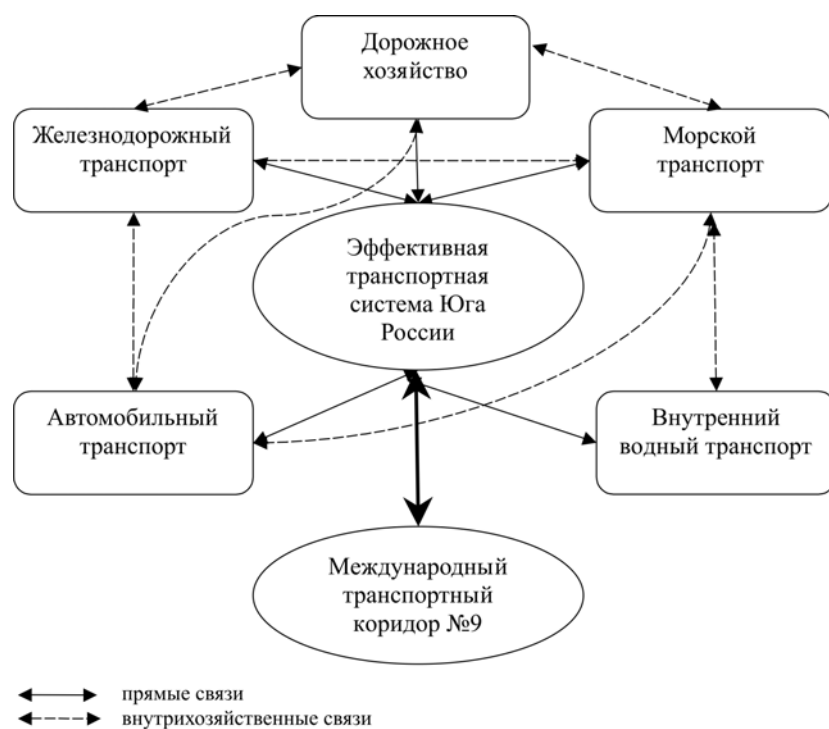 Дорожное
хозяйство
Железнодорожный
транспорт
Морской
транспорт
Эффективная
транспортная
система Юга
России
Автомобильный
транспорт
Внутренний
водный транспорт
Международный
транспортный
коридор №9
прямые связи
внутрихозяйственные связи